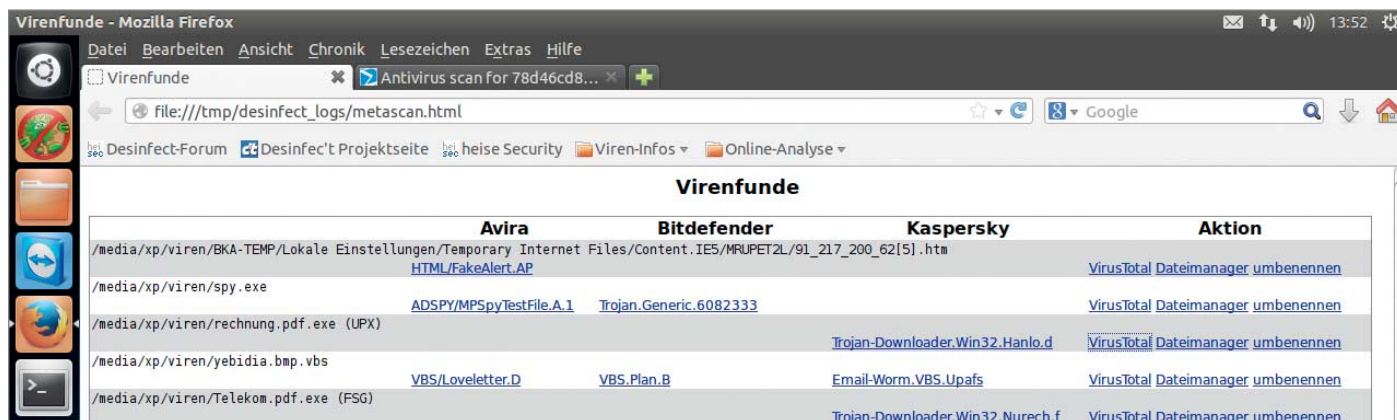 Virenfunde - Mozilla Firefox 13:52
Datei Bearbeiten Ansicht Chronik Lesezeichen Extras Hilfe
Virenfunde Antivirus scan for 78d46cd8...
file:///tmp/desinfect_logs/metascan.html Google
hei sec Desinfect-Forum ct Desinfec't Projektseite hei sec heise Security Viren-Infos Online-Analyse
Virenfunde
Avira Bitdefender Kaspersky Aktion
/media/xp/viren/BKA-TEMP/Lokale Einstellungen/Temporary Internet Files/Content.IE5/MRUPET2L/91_217_200_62[5].htm
HTML/FakeAlert.AP VirusTotal Dateimanager umbenennen
/media/xp/viren/spy.exe
ADSPY/MPSpyTestFile.A.1 Trojan.Generic.6082333 VirusTotal Dateimanager umbenennen
/media/xp/viren/rechnung.pdf.exe (UPX)
Trojan-Downloader.Win32.Hanlo.d VirusTotal Dateimanager umbenennen
/media/xp/viren/yebidia.bmp.vbs
VBS/Loveletter.D VBS.Plan.B Email-Worm.VBS.Upafs VirusTotal Dateimanager umbenennen
/media/xp/viren/Telekom.pdf.exe (FSG)
Trojan-Downloader.Win32.Nurech.f VirusTotal Dateimanager umbenennen